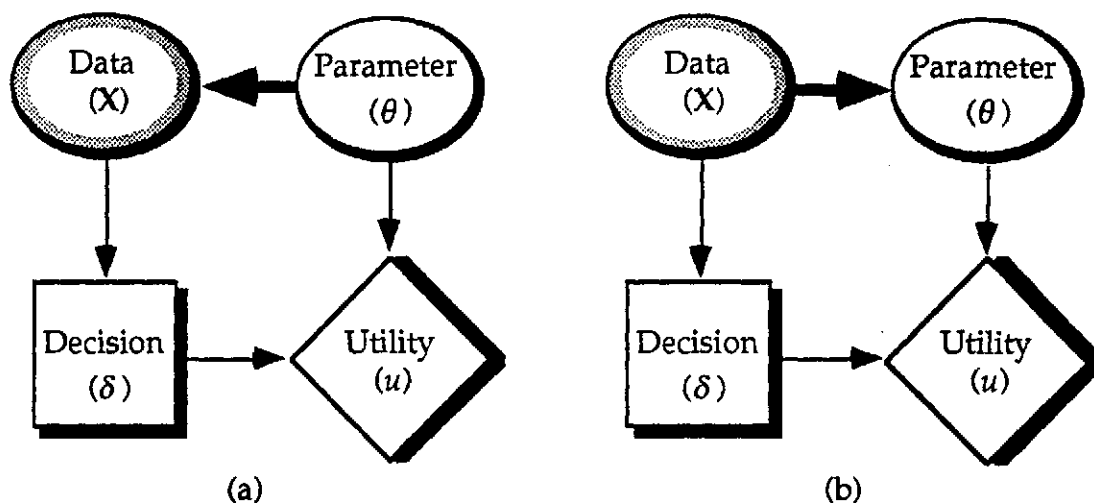 Data
(X)
Parameter
(θ)
Decision
(δ)
Utility
(u)
(a)
Data
(X)
Parameter
(θ)
Decision
(δ)
Utility
(u)
(b)